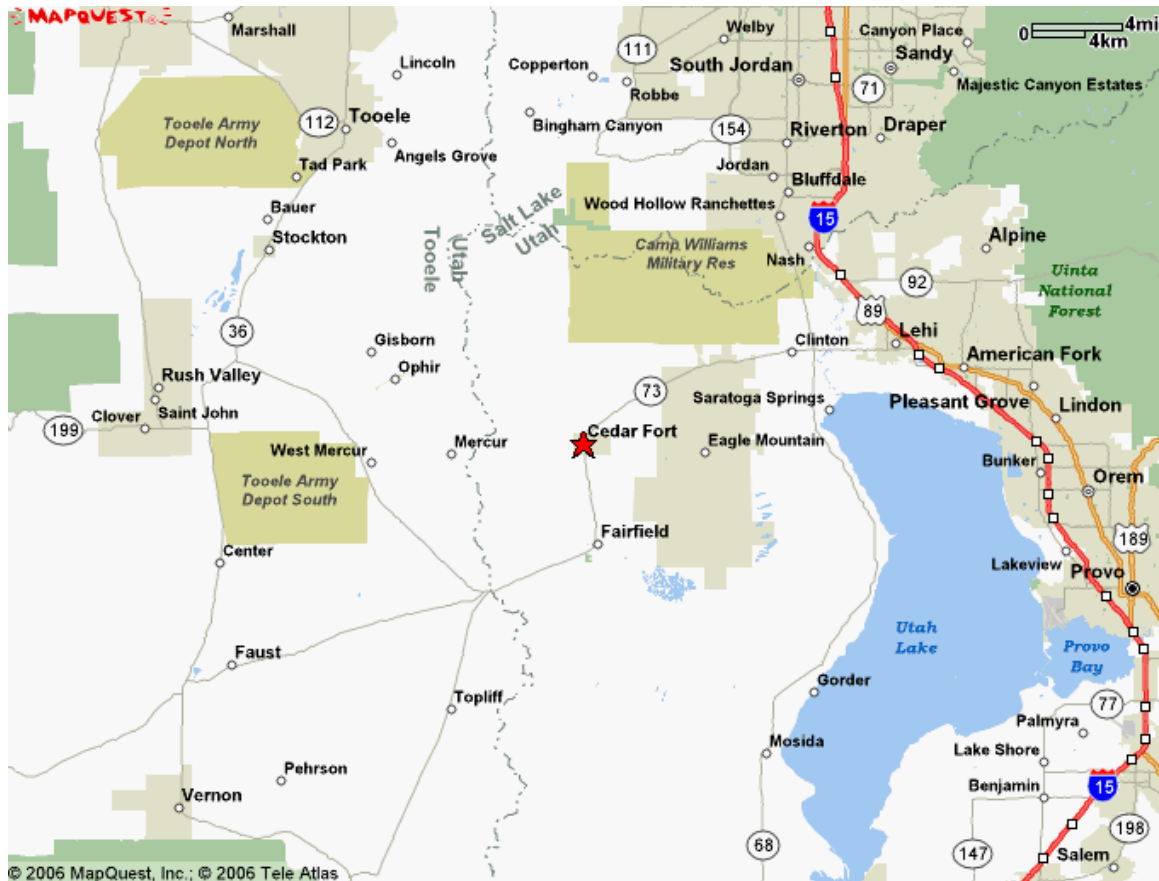 MAPQUEST®
Marshall
Welby
Canyon Place
0 4mi
4km
111
Lincoln
Copperton
South Jordan
Sandy
Robbe
71
Majestic Canyon Estates
Tooele Army
Depot North
112
Tooele
Bingham Canyon
154
Riverton
Draper
Angels Grove
Tad Park
Jordan
Bluffdale
Bauer
Wood Hollow Ranchettes
15
Salt Lake
Utah
Stockton
Tooele
Utah
Camp Williams
Military Res
Nash
Alpine
92
Uinta
National
Forest
36
89
Gisborn
Clinton
Lehi
Ophir
American Fork
Rush Valley
73
Saratoga Springs
Pleasant Grove
Lindon
Saint John
Clover
199
Cedar Fort
Eagle Mountain
Mercur
West Mercur
Bunker
Orem
Tooele Army
Depot South
Fairfield
189
Center
Lakeview
Provo
Utah
Lake
Provo
Bay
Faust
Gorder
Topliff
77
Palmyra
Mosida
Lake Shore
Pehrson
Benjamin
15
Vernon
198
68
147
Salem
© 2006 MapQuest, Inc.; © 2006 Tele Atlas